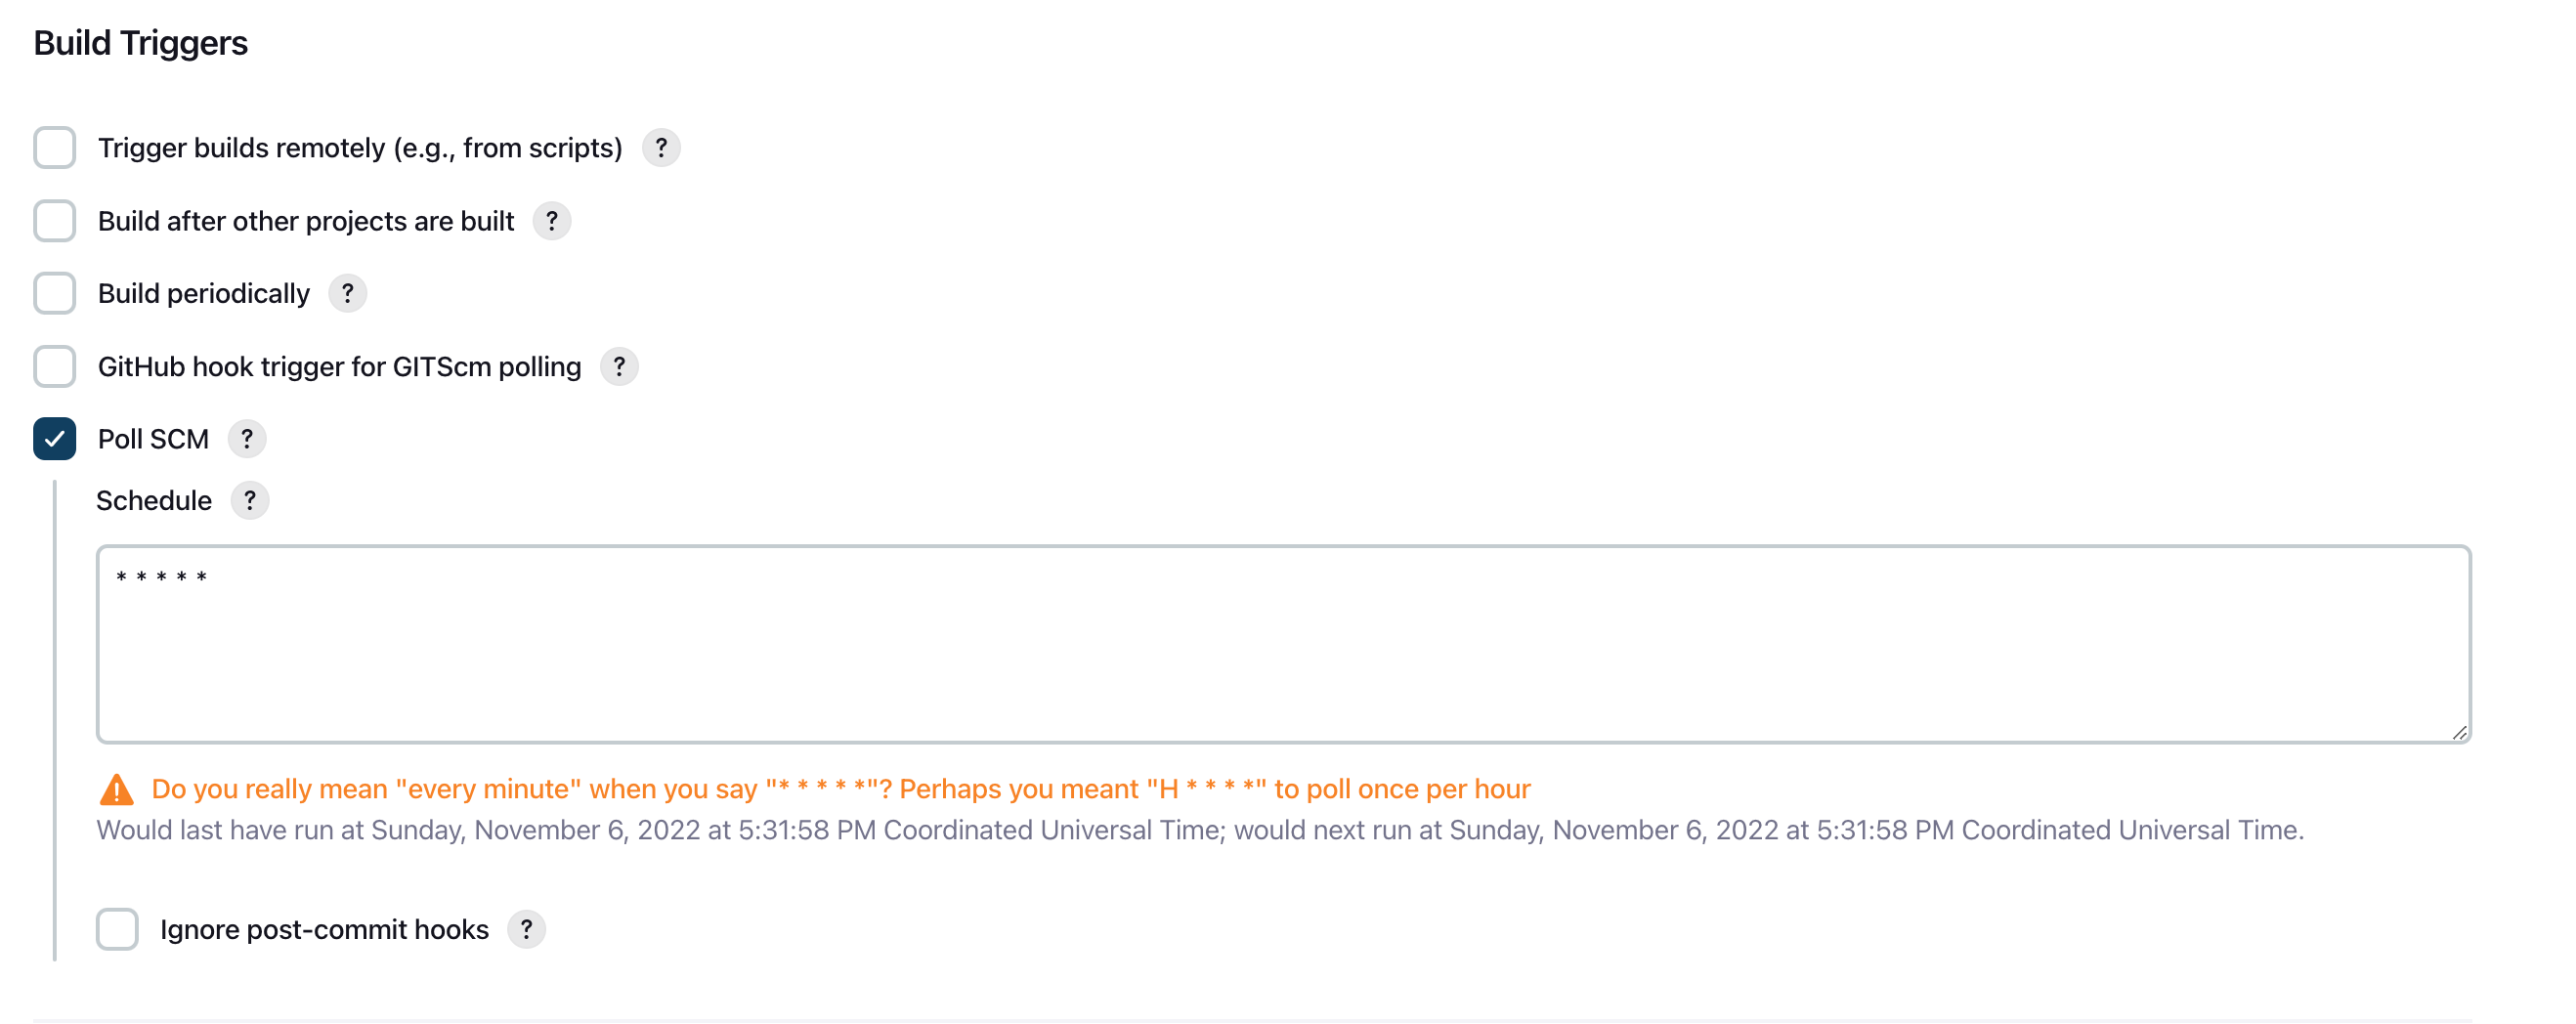 Build Triggers
Trigger builds remotely (e.g., from scripts) ?
Build after other projects are built ?
Build periodically ?
GitHub hook trigger for GITScm polling ?
Poll SCM ?
Schedule ?
* * * * *
Do you really mean "every minute" when you say "* * * * *"? Perhaps you meant "H * * * *" to poll once per hour
Would last have run at Sunday, November 6, 2022 at 5:31:58 PM Coordinated Universal Time; would next run at Sunday, November 6, 2022 at 5:31:58 PM Coordinated Universal Time.
Ignore post-commit hooks ?